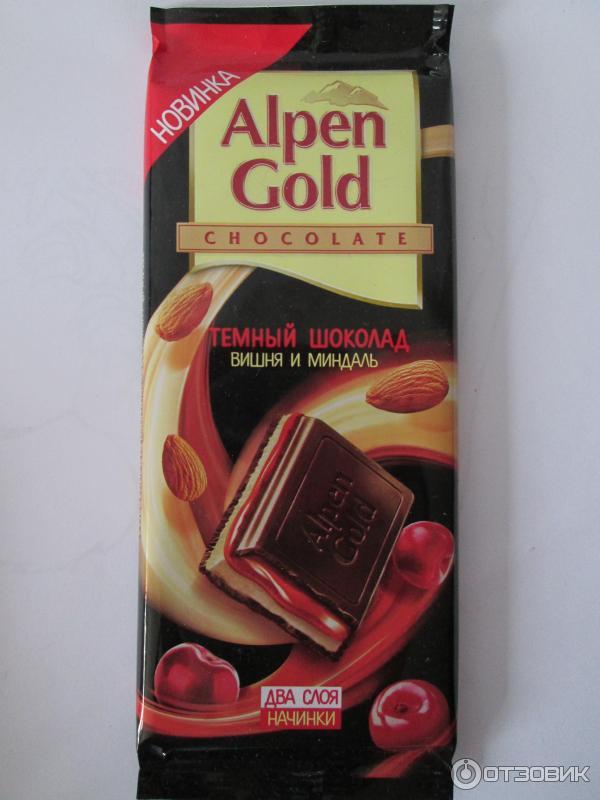 НОВИНКА
Alpen
Gold
CHOCOLATE
ТЕМНЫЙ ШОКОЛАД
ВИШНЯ И МИНДАЛЬ
Alpen
Gold
ДВА СЛОЯ
НАЧИНКИ
ОТЗОВИК